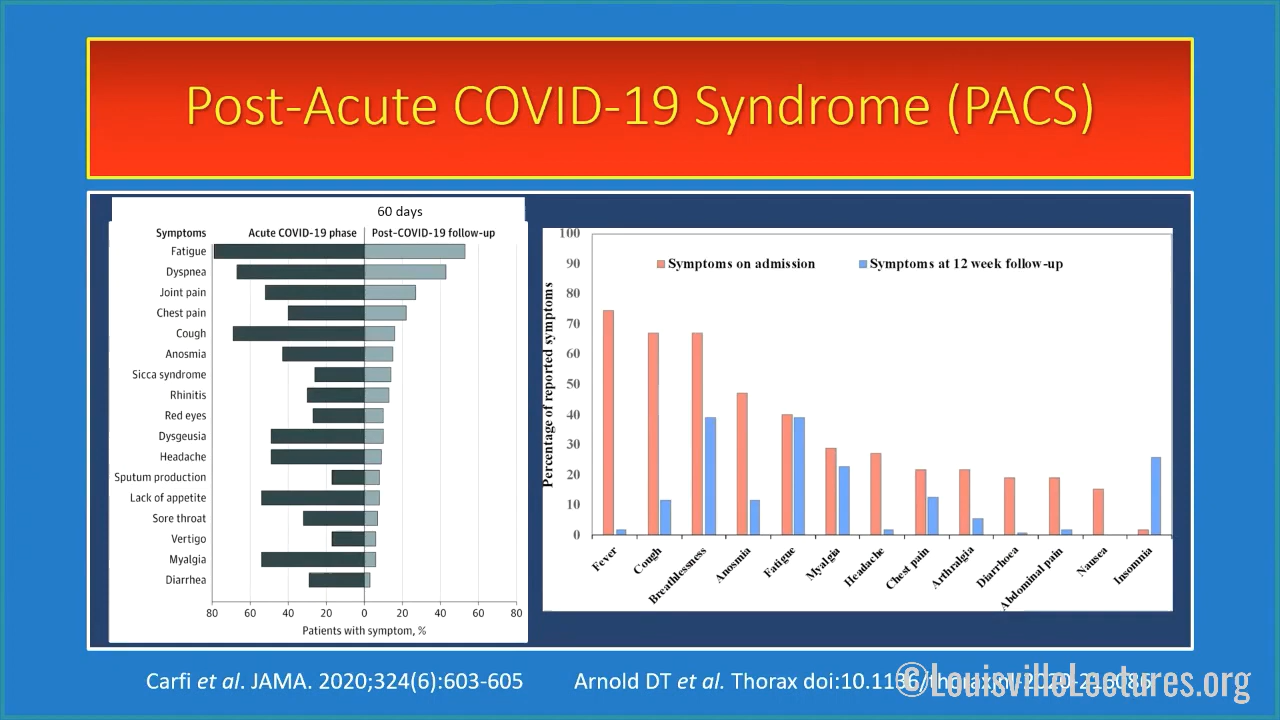 Post-Acute COVID-19 Syndrome (PACS)
60 days
Symptoms Acute COVID-19 phase Post-COVID-19 follow-up
Fatigue
Dyspnea
Joint pain
Chest pain
Cough
Anosmia
Sicca syndrome
Rhinitis
Red eyes
Dysgeusia
Headache
Sputum production
Lack of appetite
Sore throat
Vertigo
Myalgia
Diarrhea
80 60 40 20 0 20 40 60 80
Patients with symptom, %
Percentage of reported symptoms
100
90
80
70
60
50
40
30
20
10
0
Symptoms on admission Symptoms at 12 week follow-up
Fever Cough Breathlessness Anosmia Fatigue Myalgia Headache Chest pain Arthralgia Diarrhoea Abdominal pain Nausea Insomnia
Carfi et al. JAMA. 2020;324(6):603-605
Arnold DT et al. Thorax
©LouisvilleLectures.org